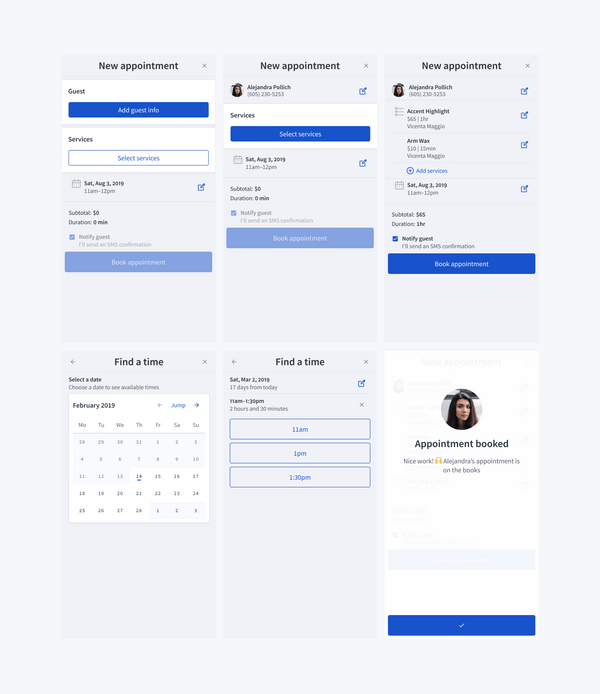 New appointment
Guest
Add guest info
Services
Select services
Sat, Aug 3, 2019
11am–12pm
Subtotal: $0
Duration: 0 min
Notify guest
I'll send an SMS confirmation
Book appointment
New appointment
Alejandra Pollich
(605) 230-5253
Services
Select services
Sat, Aug 3, 2019
11am–12pm
Subtotal: $0
Duration: 0 min
Notify guest
I'll send an SMS confirmation
Book appointment
New appointment
Alejandra Pollich
(605) 230-5253
Accent Highlight
$65 | 1hr
Vicenta Maggio
Arm Wax
$10 | 15min
Vicenta Maggio
Add services
Sat, Aug 3, 2019
11am–12pm
Subtotal: $65
Duration: 1hr
Notify guest
I'll send an SMS confirmation
Book appointment
Find a time
Select a date
Choose a date to see available times
February 2019
Jump
Mo Tu We Th Fr Sa Su
28 29 30 31 1 2 3
4 5 6 7 8 9 10
11 12 13 14 15 16 17
18 19 20 21 22 23 24
25 26 27 28 1 2 3
Find a time
Sat, Mar 2, 2019
17 days from today
11am–1:30pm
2 hours and 30 minutes
11am
1pm
1:30pm
New appointment
Appointment booked
Nice work! 🙌 Alejandra's appointment is
on the books